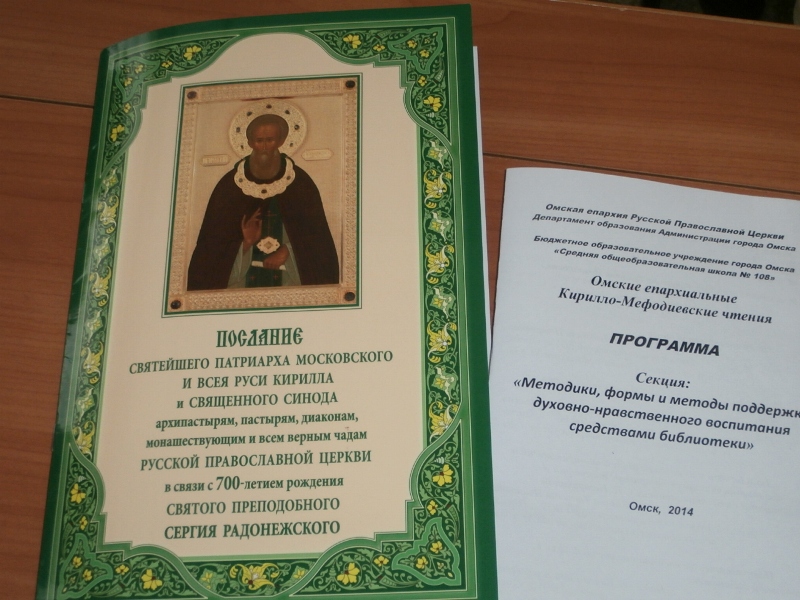 ПОСЛАНИЕ
СВЯТЕЙШЕГО ПАТРИАРХА МОСКОВСКОГО
И ВСЕЯ РУСИ КИРИЛЛА
и СВЯЩЕННОГО СИНОДА
архипастырям, пастырям, диаконам,
монашествующим и всем верным чадам
РУССКОЙ ПРАВОСЛАВНОЙ ЦЕРКВИ
в связи с 700-летием рождения
СВЯТОГО ПРЕПОДОБНОГО
СЕРГИЯ РАДОНЕЖСКОГО
Омская епархия Русской Православной Церкви
Департамент образования Администрации города Омска
Бюджетное образовательное учреждение города Омска
«Средняя общеобразовательная школа № 108»
Омские епархиальные
Кирилло-Мефодиевские чтения
ПРОГРАММА
Секция:
«Методики, формы и методы поддержк
духовно-нравственного воспитания
средствами библиотеки»
Омск, 2014